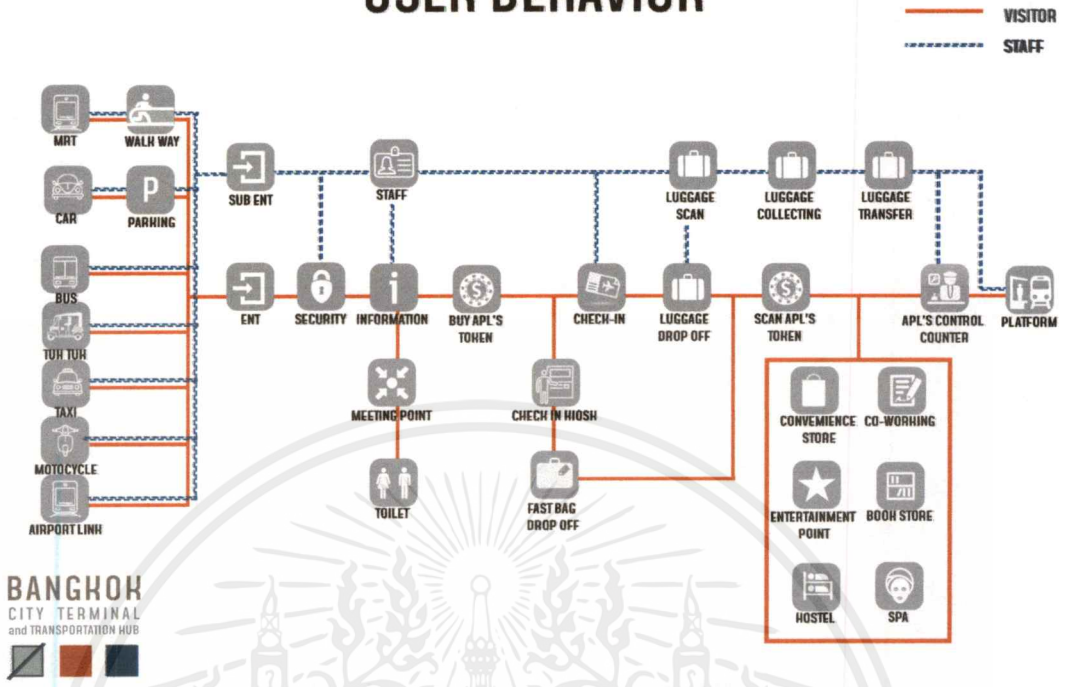 USER BEHAVIOR
VISITOR
STAFF
MRT
WALK WAY
CAR
P
PARKING
BUS
TUK TUK
TAXI
MOTOCYCLE
AIRPORT LINK
SUB ENT
STAFF
LUGGAGE
SCAN
LUGGAGE
COLLECTING
LUGGAGE
TRANSFER
ENT
SECURITY
i
INFORMATION
$
BUY APL'S
TOKEN
CHECK-IN
LUGGAGE
DROP OFF
$
SCAN APL'S
TOKEN
APL'S CONTROL
COUNTER
PLATFORM
MEETING POINT
TOILET
CHECK IN KIOSK
FAST BAG
DROP OFF
CONVENIENCE
STORE
CO-WORKING
ENTERTAINMENT
POINT
BOOK STORE
HOSTEL
SPA
BANGKOK
CITY TERMINAL
and TRANSPORTATION HUB